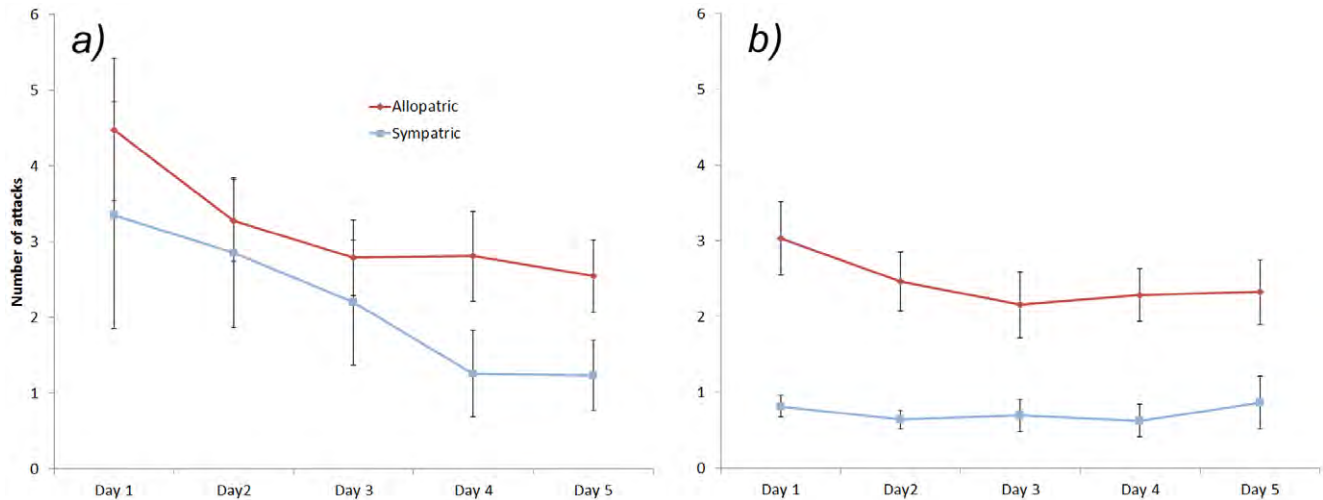 a)
6
5
4
3
2
1
0
Number of attacks
Allopatric
Sympatric
Day 1
Day2
Day 3
Day 4
Day 5
b)
6
5
4
3
2
1
0
Day 1
Day2
Day 3
Day 4
Day 5